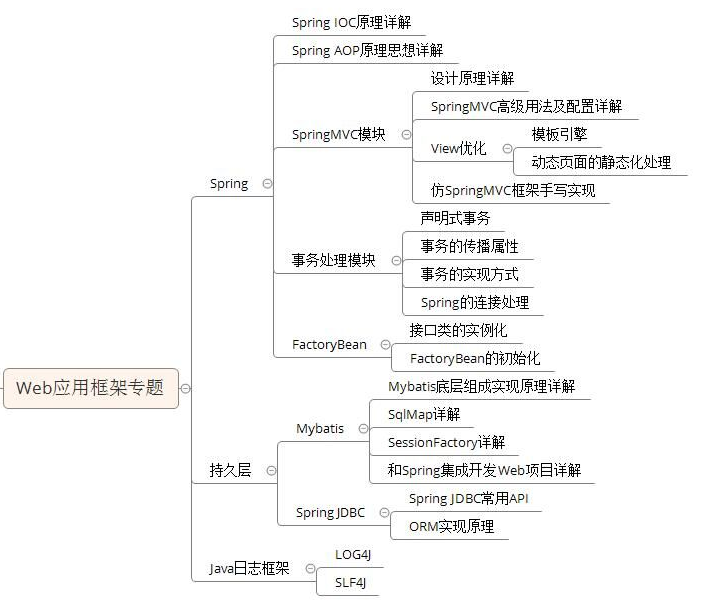 Spring IOC原理详解
Spring AOP原理思想详解
设计原理详解
SpringMVC高级用法及配置详解
SpringMVC模块
模板引擎
View优化
动态页面的静态化处理
Spring
仿SpringMVC框架手写实现
声明式事务
事务的传播属性
事务处理模块
事务的实现方式
Spring的连接处理
接口类的实例化
FactoryBean
FactoryBean的初始化
Web应用框架专题
Mybatis底层组成实现原理详解
SqlMap详解
Mybatis
SessionFactory详解
持久层
和Spring集成开发Web项目详解
Spring JDBC常用API
Spring JDBC
ORM实现原理
LOG4J
Java日志框架
SLF4J